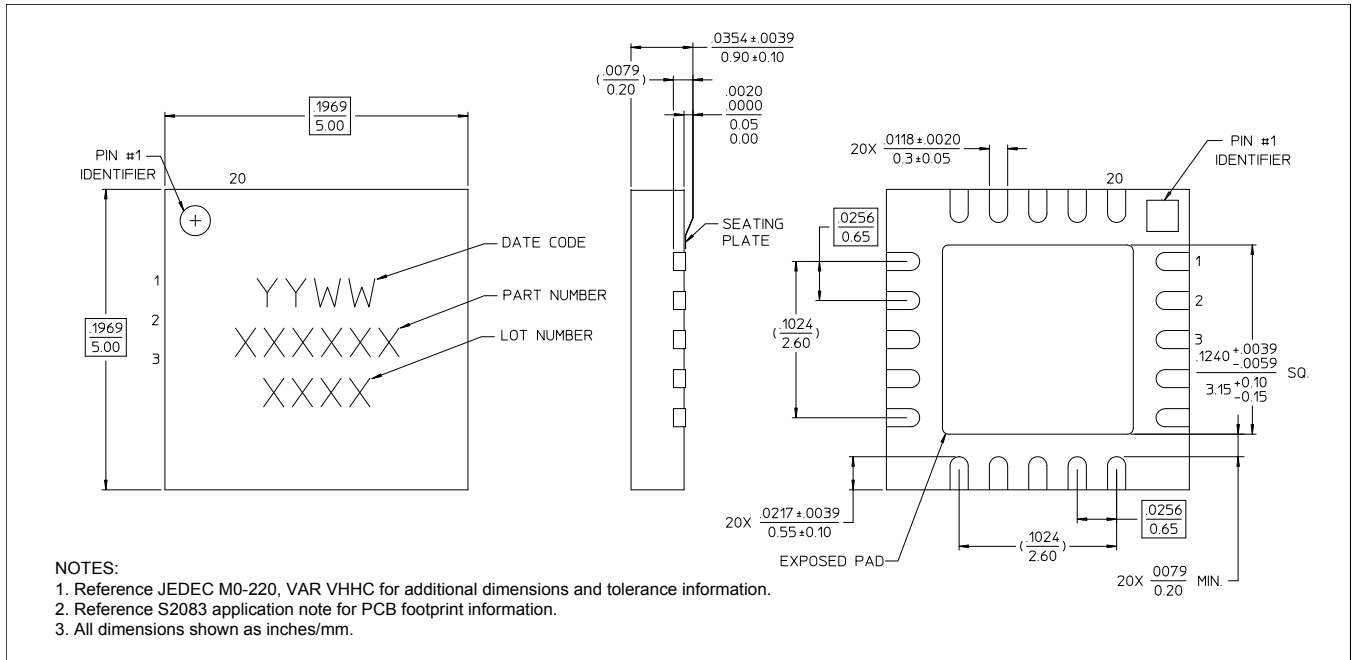 .0354 ±.0039
0.90 ±0.10
( .0079 )
0.20
.0020
.0000
0.05
0.00
.1969
5.00
PIN #1
IDENTIFIER
20
.1969
5.00
1
2
3
YYWW
XXXXXX
XXXX
DATE CODE
PART NUMBER
LOT NUMBER
SEATING
PLATE
20X .0118 ±.0020
0.3 ±0.05
20
PIN #1
IDENTIFIER
.0256
0.65
( .1024 )
2.60
1
2
3
.1240 +.0039
-.0059
3.15 +0.10
-0.15
SQ.
20X .0217 ±.0039
0.55 ±0.10
EXPOSED PAD
( .1024 )
2.60
.0256
0.65
20X .0079 MIN.
0.20
NOTES:
1. Reference JEDEC M0-220, VAR VHHC for additional dimensions and tolerance information.
2. Reference S2083 application note for PCB footprint information.
3. All dimensions shown as inches/mm.